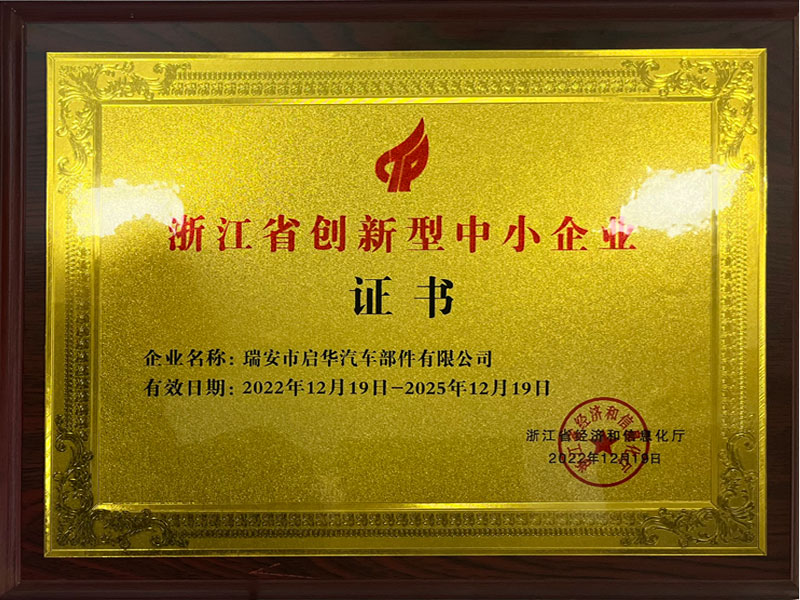 浙江省创新型中小企业
证书
企业名称：瑞安市启华汽车部件有限公司
有效日期：2022年12月19日-2025年12月19日
浙江省经济和信息化厅
2022年12月19日